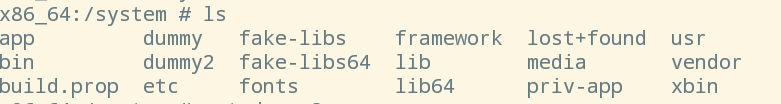 x86_64:/system # ls
app dummy fake-libs framework lost+found usr
bin dummy2 fake-libs64 lib media vendor
build.prop etc fonts lib64 priv-app xbin